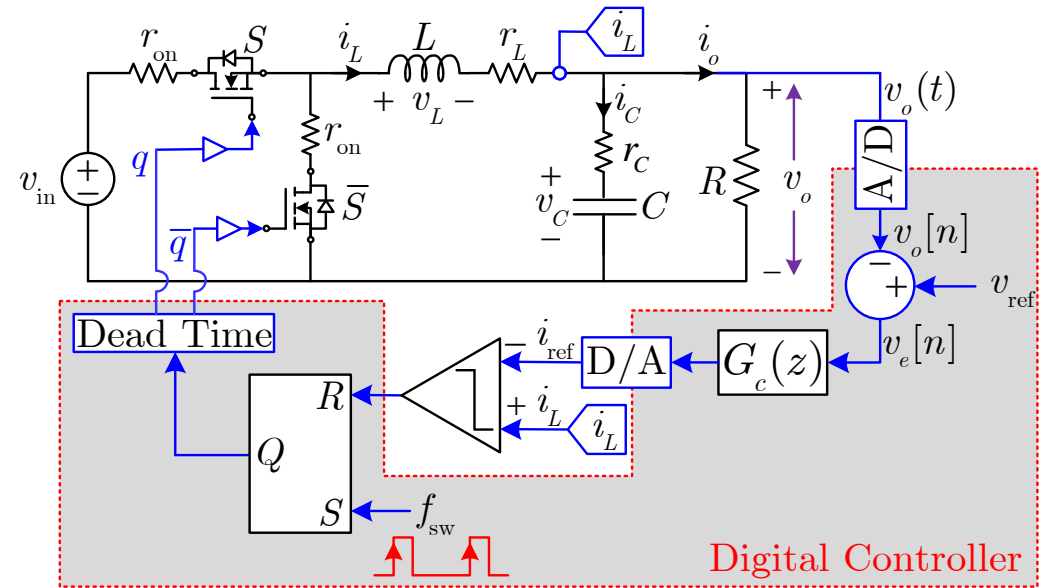 r_on
S
i_L
L
r_L
i_L
i_o
+ v_L −
i_C
v_o(t)
r_on
r_C
+
A/D
q
v_in
+
−
S̅
+
v_C
−
C
R
v_o
q̅
−
v_o[n]
−
+
v_ref
Dead Time
− i_ref
D/A
G_c(z)
v_e[n]
R
+ i_L
i_L
Q
S
f_sw
Digital Controller